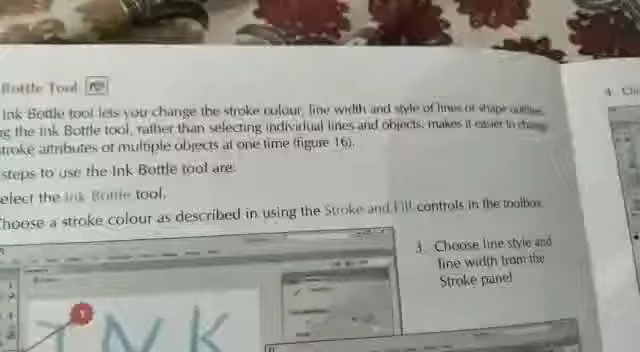 Bottle Tool
Ink Bottle tool lets you change the stroke colour, line width and style of lines or shape outlines
the Ink Bottle tool, rather than selecting individual lines and objects, makes it easier to change
stroke attributes of multiple objects at one time (figure 16).
steps to use the Ink Bottle tool are:
elect the Ink Bottle tool.
Choose a stroke colour as described in using the Stroke and Fill controls in the toolbox
Choose line style and
line width from the
Stroke panel
1
INK
4.